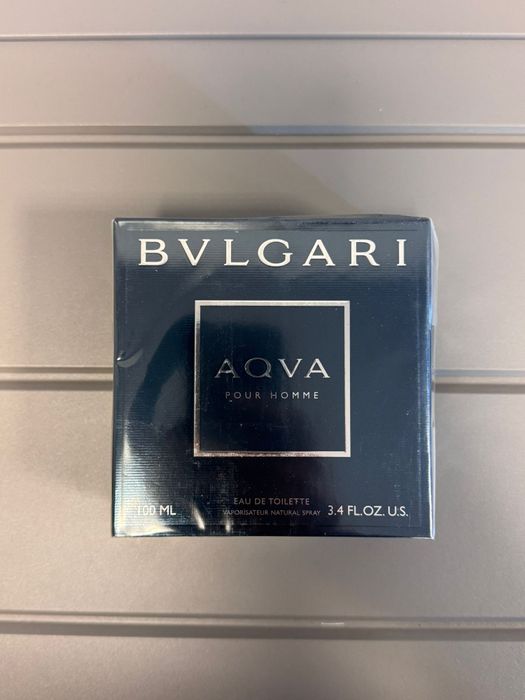 BVLGARI
AQVA
POUR HOMME
EAU DE TOILETTE
100 ML VAPORISATEUR NATURAL SPRAY 3.4 FL.OZ. U.S.